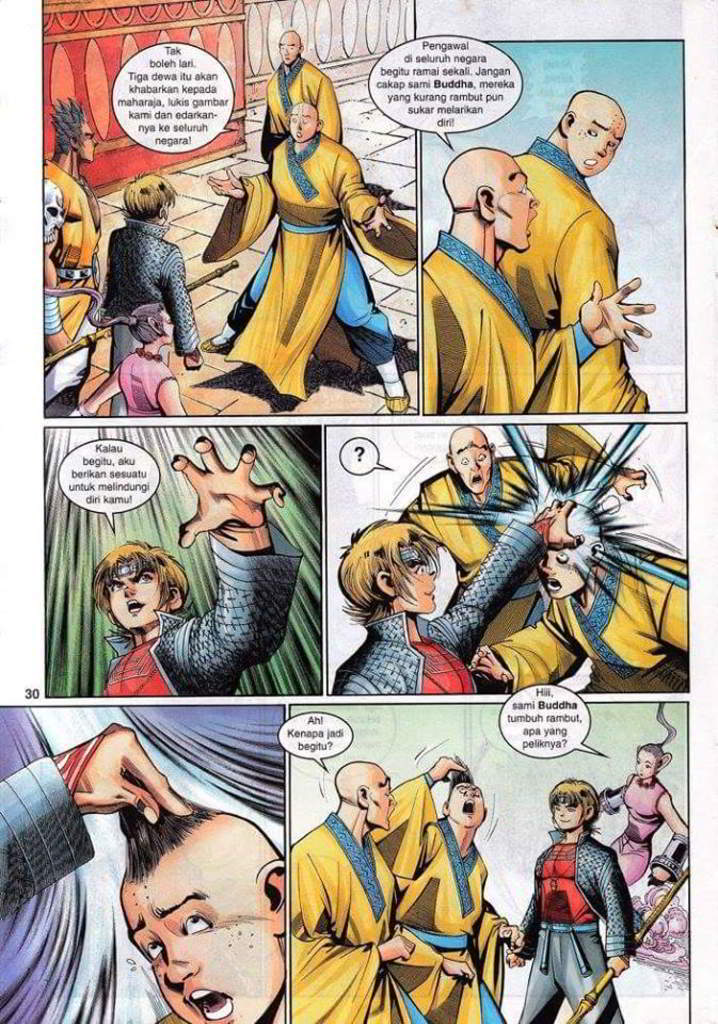 Tak
boleh lari.
Tiga dewa itu akan
khabarkan kepada
maharaja, lukis gambar
kami dan edarkan-
nya ke seluruh
negara!
Pengawal
di seluruh negara
begitu ramai sekali. Jangan
cakap sami Buddha, mereka
yang kurang rambut pun
sukar melarikan
diri!
Kalau
begitu, aku
berikan sesuatu
untuk melindungi
diri kamu!
?
30
Ah!
Kenapa jadi
begitu?
Hiii,
sami Buddha
tumbuh rambut,
apa yang
peliknya?